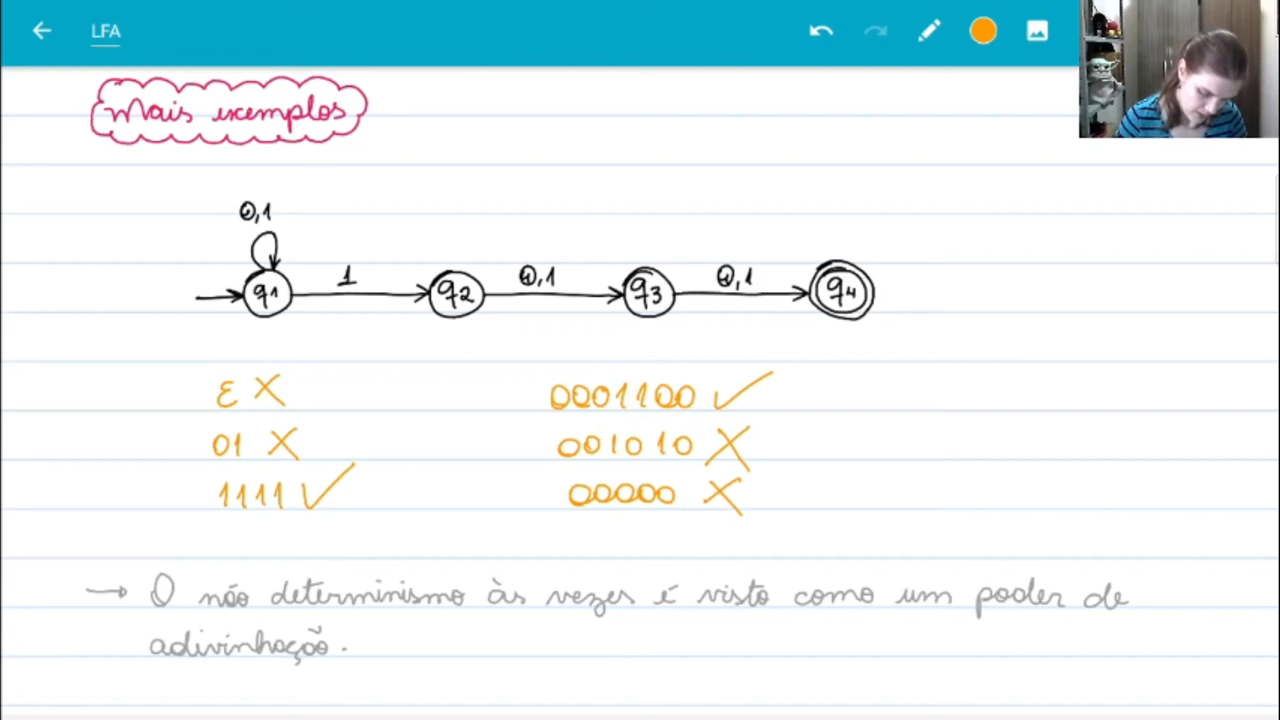 LFA
Mais exemplos
0,1
1
0,1
0,1
q1
q2
q3
q4
ε X
0001100 ✓
01 X
001010 X
1111 ✓
00000 X
→ O não determinismo às vezes é visto como um poder de
adivinhação.